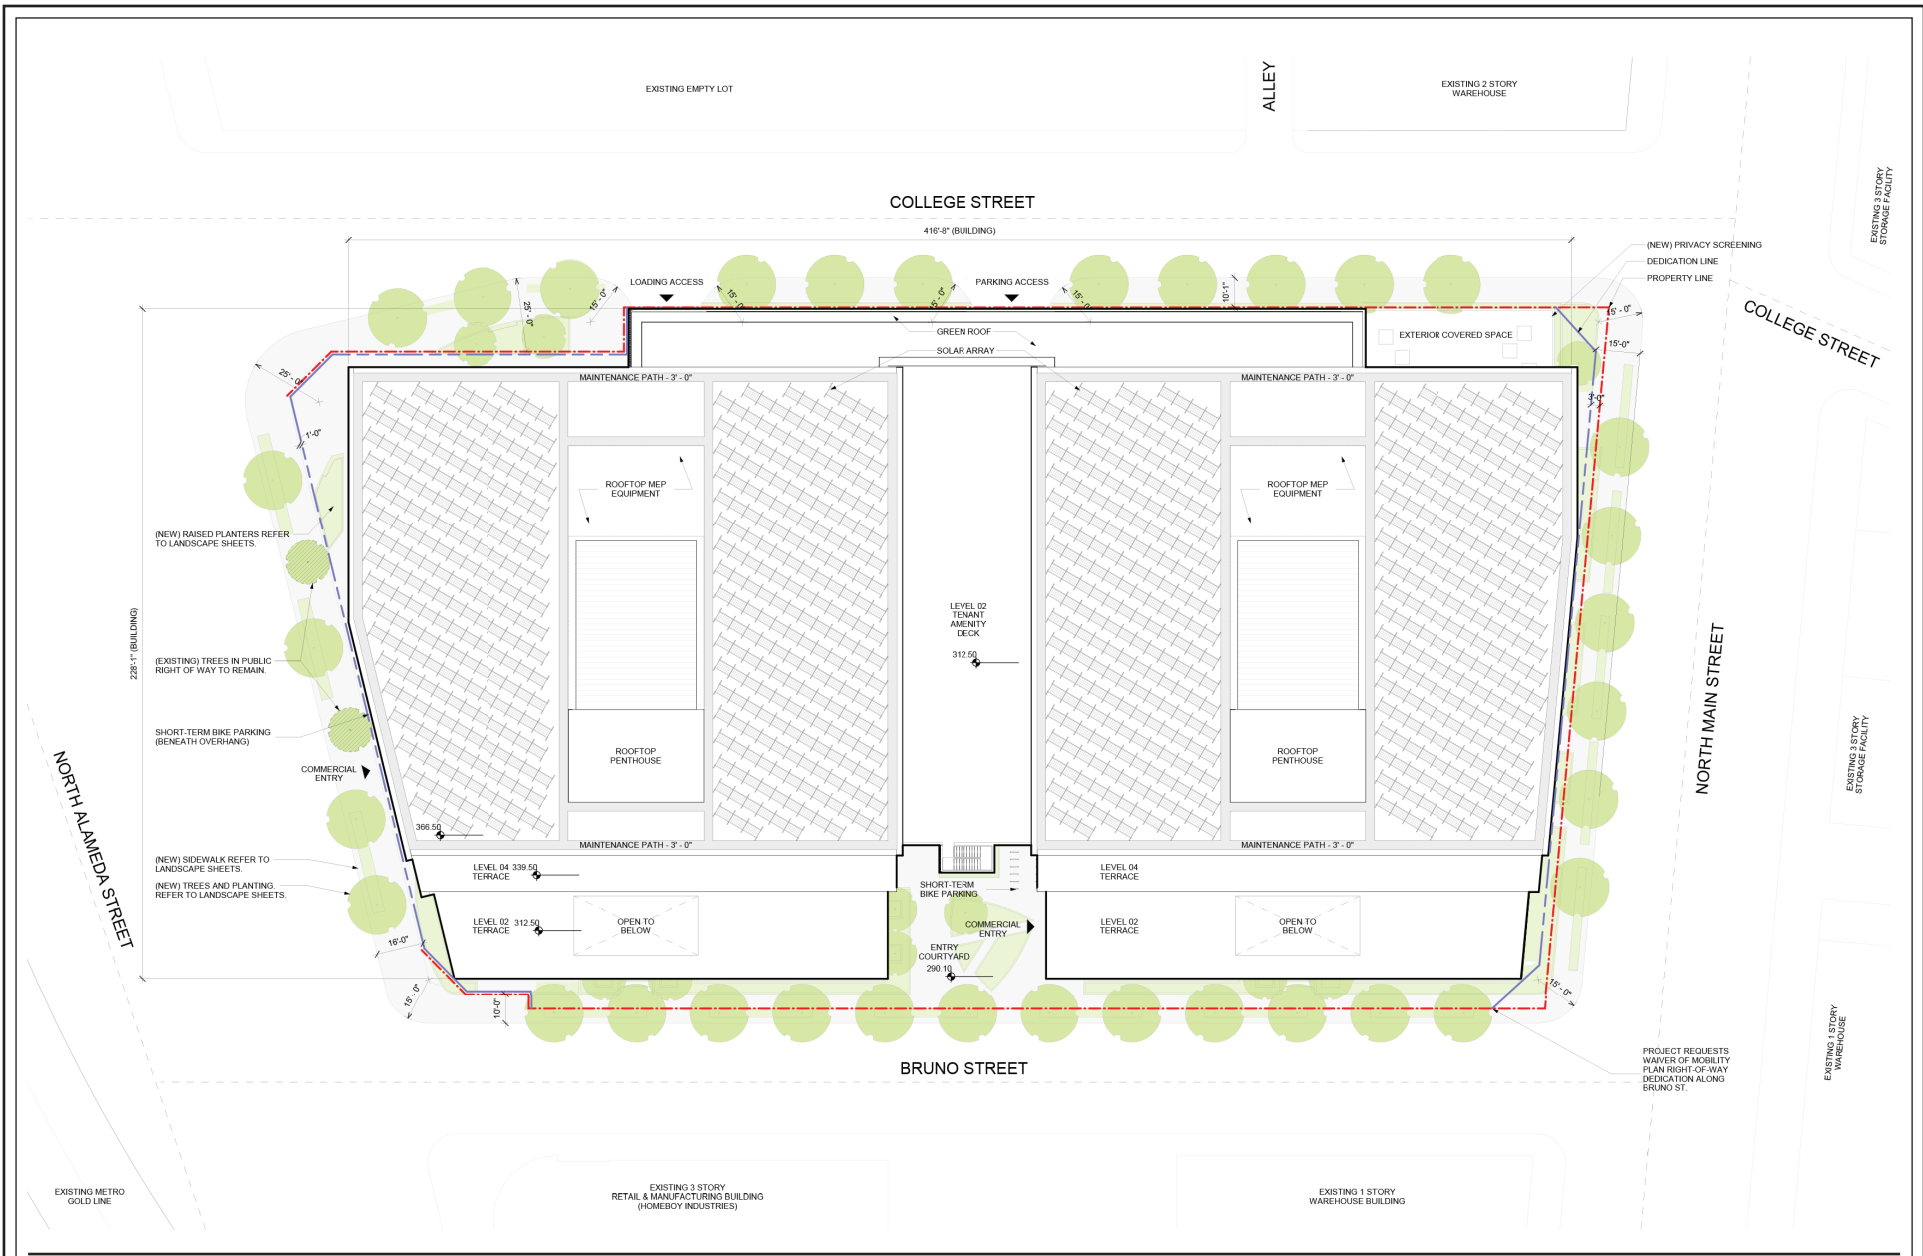 EXISTING EMPTY LOT
ALLEY
EXISTING 2 STORY
WAREHOUSE
EXISTING 3 STORY
STORAGE FACILITY
COLLEGE STREET
416'-8" (BUILDING)
(NEW) PRIVACY SCREENING
DEDICATION LINE
PROPERTY LINE
LOADING ACCESS
PARKING ACCESS
15' - 0"
15' - 0"
15' - 0"
15' - 0"
10'-1"
25' - 0"
15' - 0"
COLLEGE STREET
GREEN ROOF
EXTERIOR COVERED SPACE
SOLAR ARRAY
15'-0"
25' - 0"
MAINTENANCE PATH - 3' - 0"
MAINTENANCE PATH - 3' - 0"
3'-0"
1'-0"
ROOFTOP MEP
EQUIPMENT
ROOFTOP MEP
EQUIPMENT
(NEW) RAISED PLANTERS REFER
TO LANDSCAPE SHEETS.
228'-1" (BUILDING)
LEVEL 02
TENANT
AMENITY
DECK
312.50
(EXISTING) TREES IN PUBLIC
RIGHT OF WAY TO REMAIN.
NORTH MAIN STREET
SHORT-TERM BIKE PARKING
(BENEATH OVERHANG)
COMMERCIAL
ENTRY
ROOFTOP
PENTHOUSE
ROOFTOP
PENTHOUSE
EXISTING 3 STORY
STORAGE FACILITY
NORTH ALAMEDA STREET
366.50
MAINTENANCE PATH - 3' - 0"
MAINTENANCE PATH - 3' - 0"
(NEW) SIDEWALK REFER TO
LANDSCAPE SHEETS.
LEVEL 04 339.50
TERRACE
LEVEL 04
TERRACE
(NEW) TREES AND PLANTING.
REFER TO LANDSCAPE SHEETS.
SHORT-TERM
BIKE PARKING
LEVEL 02 312.50
TERRACE
OPEN TO
BELOW
COMMERCIAL
ENTRY
LEVEL 02
TERRACE
OPEN TO
BELOW
16'-0"
ENTRY
COURTYARD
290.10
15' - 0"
10'-0"
15' - 0"
BRUNO STREET
PROJECT REQUESTS
WAIVER OF MOBILITY
PLAN RIGHT-OF-WAY
DEDICATION ALONG
BRUNO ST.
EXISTING 1 STORY
WAREHOUSE
EXISTING METRO
GOLD LINE
EXISTING 3 STORY
RETAIL & MANUFACTURING BUILDING
(HOMEBOY INDUSTRIES)
EXISTING 1 STORY
WAREHOUSE BUILDING